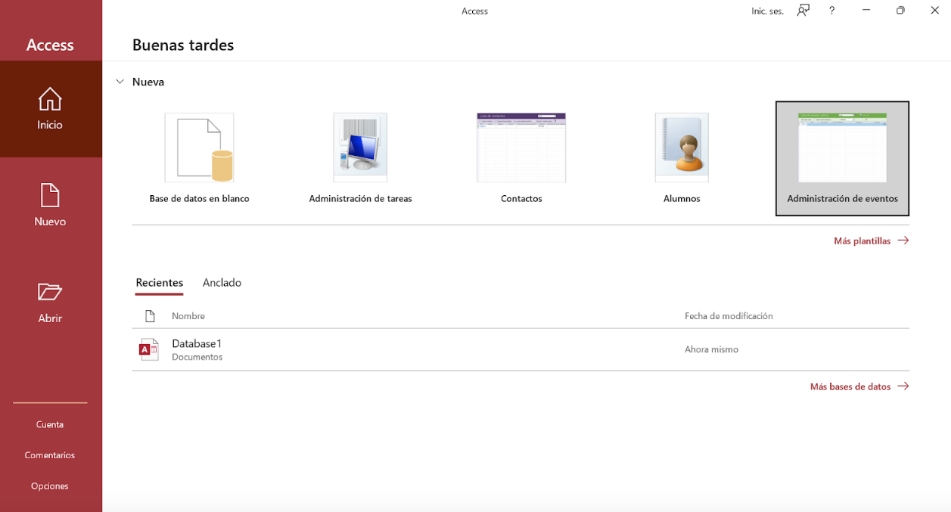 Access
Inic. ses.
?
Access
Buenas tardes
Nueva
Inicio
Nuevo
Abrir
Cuenta
Comentarios
Opciones
Base de datos en blanco
Administración de tareas
Contactos
Alumnos
Administración de eventos
Más plantillas
Recientes Anclado
Nombre Fecha de modificación
A
Database1
Documentos
Ahora mismo
Más bases de datos